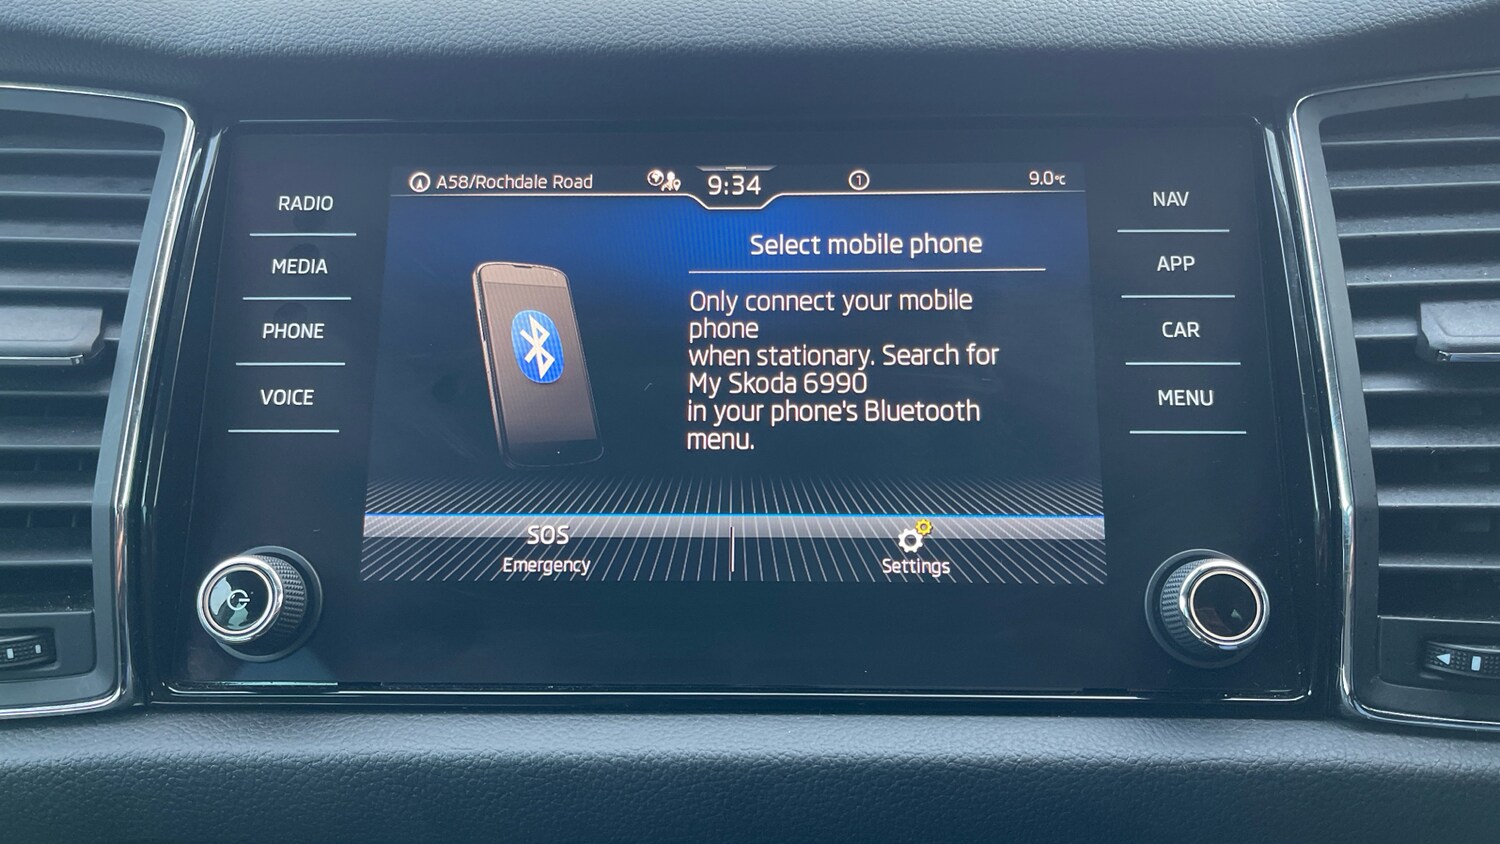 A58/Rochdale Road
9:34
1
9.0°C
RADIO
MEDIA
PHONE
VOICE
Select mobile phone
Only connect your mobile
phone
when stationary. Search for
My Skoda 6990
in your phone's Bluetooth
menu.
SOS
Emergency
Settings
NAV
APP
CAR
MENU